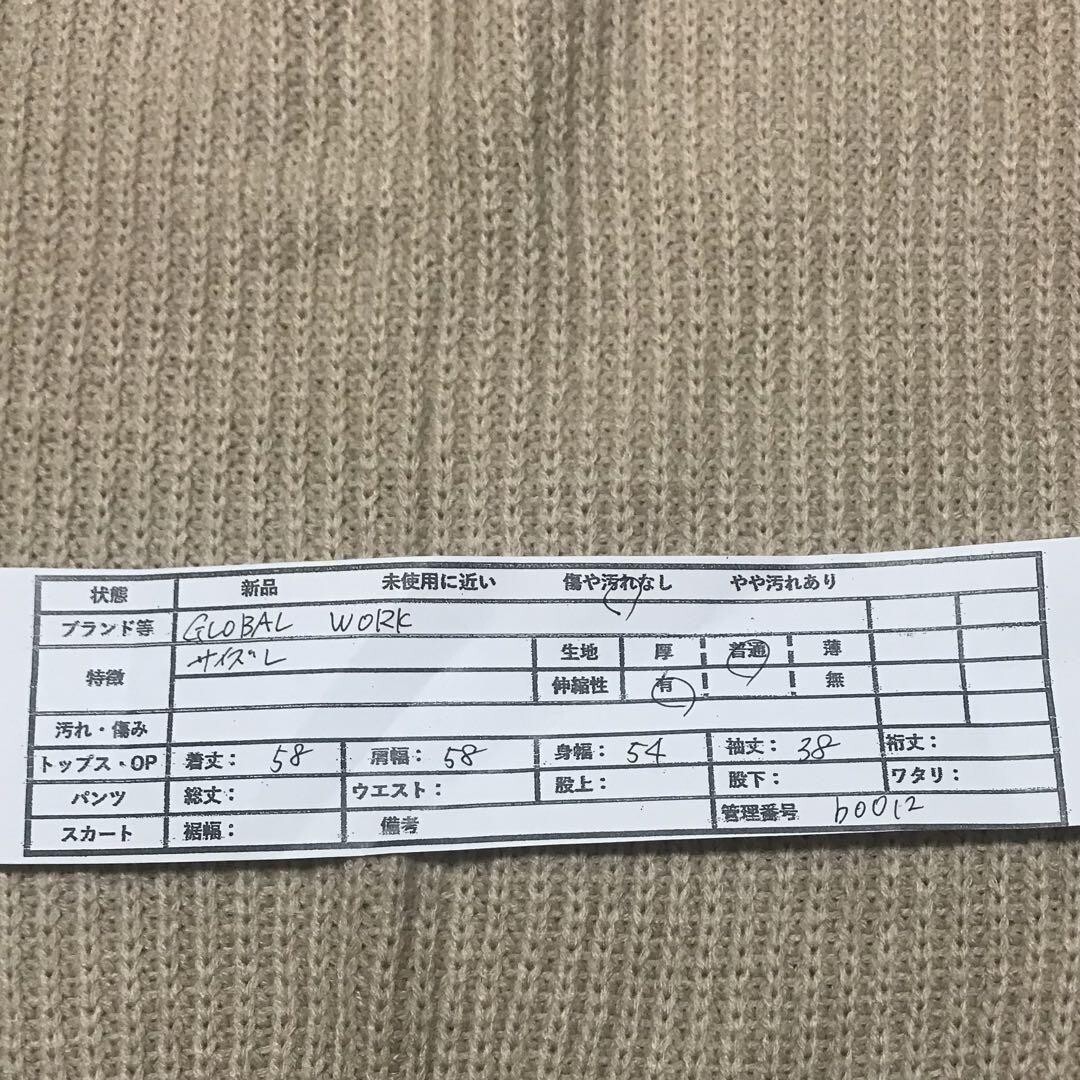 状態 新品 未使用に近い 傷や汚れなし やや汚れあり
ブランド等 GLOBAL WORK
特徴 サイズL 生地 厚 普通 薄
伸縮性 有 無
汚れ・傷み
トップス・OP 着丈: 58 肩幅: 58 身幅: 54 袖丈: 38 裄丈:
パンツ 総丈: ウエスト: 股上: 股下: ワタリ:
スカート 裾幅: 備考 管理番号 b0012